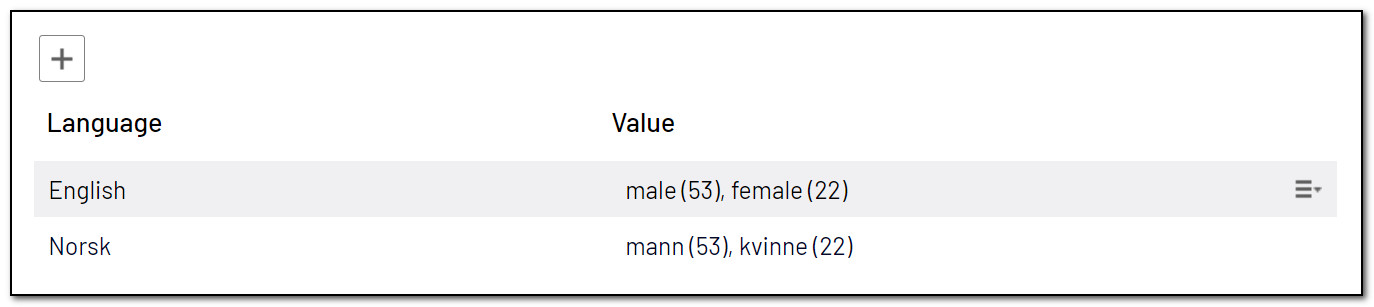 Language Value
English male (53), female (22)
Norsk mann (53), kvinne (22)